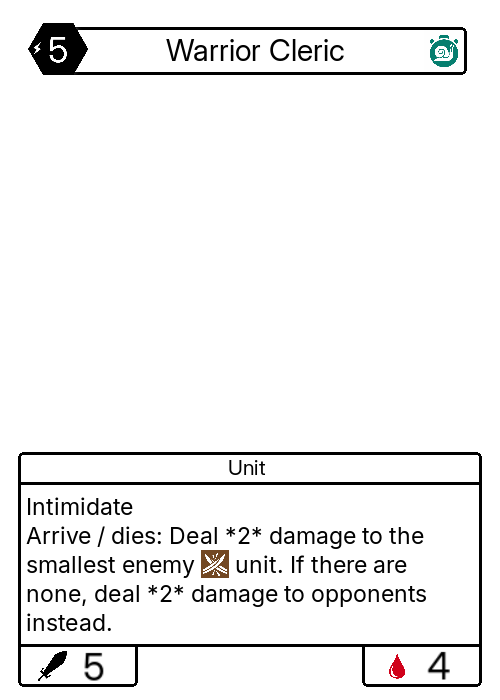 5 Warrior Cleric
Unit
Intimidate
Arrive / dies: Deal *2* damage to the
smallest enemy unit. If there are
none, deal *2* damage to opponents
instead.
5 4